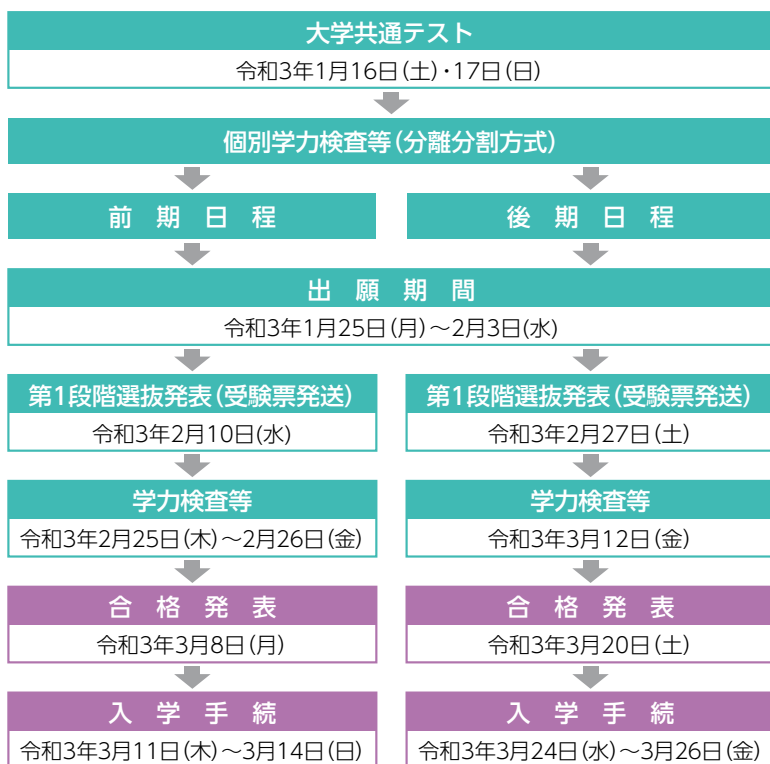 大学共通テスト
令和3年1月16日(土)・17日(日)
個別学力検査等(分離分割方式)
前期日程
後期日程
出願期間
令和3年1月25日(月)～2月3日(水)
第1段階選抜発表(受験票発送)
令和3年2月10日(水)
第1段階選抜発表(受験票発送)
令和3年2月27日(土)
学力検査等
令和3年2月25日(木)～2月26日(金)
学力検査等
令和3年3月12日(金)
合格発表
令和3年3月8日(月)
合格発表
令和3年3月20日(土)
入学手続
令和3年3月11日(木)～3月14日(日)
入学手続
令和3年3月24日(水)～3月26日(金)